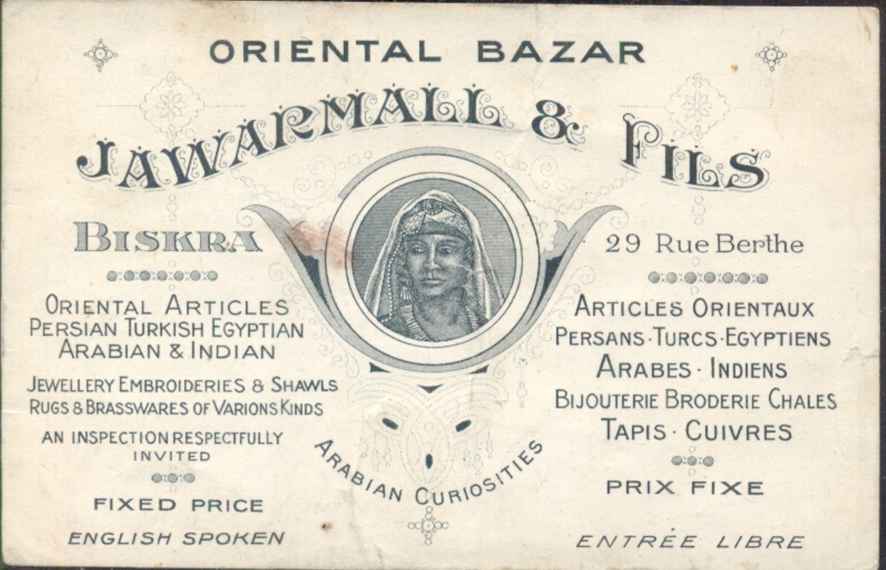 ORIENTAL BAZAR
JAWARMALL & FILS
BISKRA
ORIENTAL ARTICLES
PERSIAN TURKISH EGYPTIAN
ARABIAN & INDIAN
JEWELLERY EMBROIDERIES & SHAWLS
RUGS & BRASSWARES OF VARIONS KINDS
AN INSPECTION RESPECTFULLY
INVITED
FIXED PRICE
ENGLISH SPOKEN
ARABIAN CURIOSITIES
29 Rue Berthe
ARTICLES ORIENTAUX
PERSANS·TURCS·EGYPTIENS
ARABES· INDIENS
BIJOUTERIE BRODERIE CHALES
TAPIS· CUIVRES
PRIX FIXE
ENTRÉE LIBRE